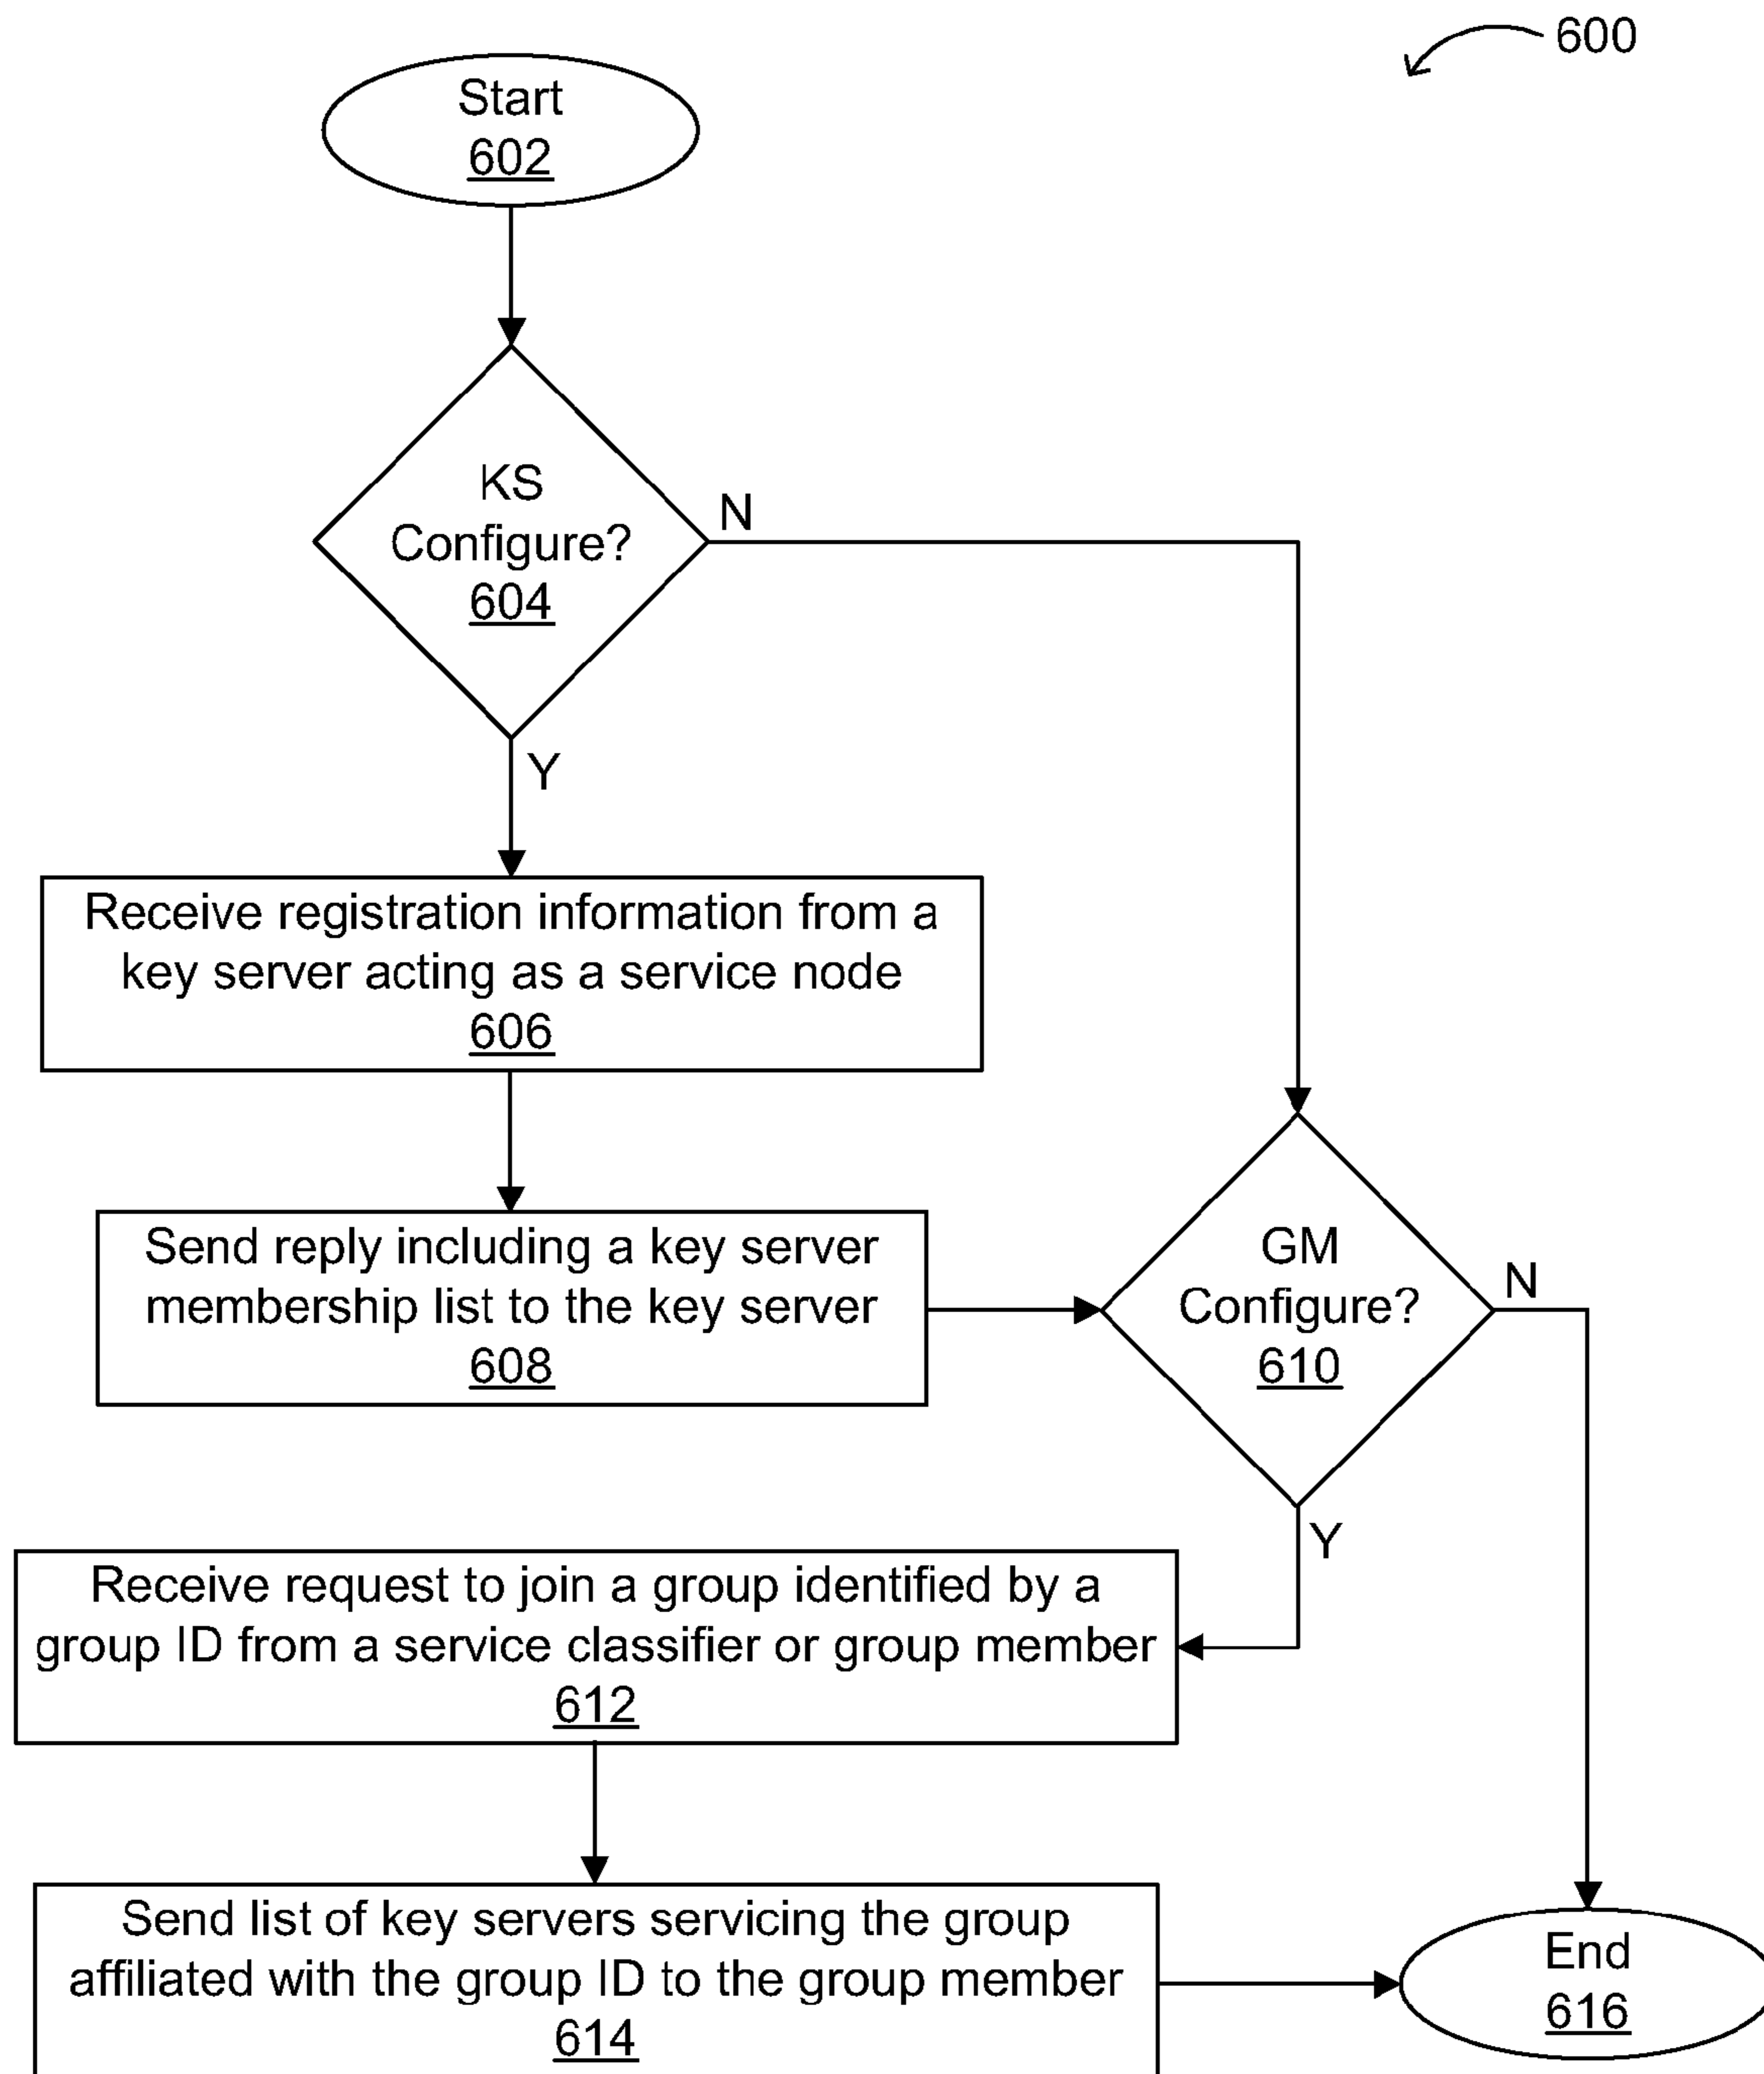 600
Start
602
KS
Configure?
604
N
Y
Receive registration information from a
key server acting as a service node
606
Send reply including a key server
membership list to the key server
608
GM
Configure?
610
N
Y
Receive request to join a group identified by a
group ID from a service classifier or group member
612
Send list of key servers servicing the group
affiliated with the group ID to the group member
614
End
616